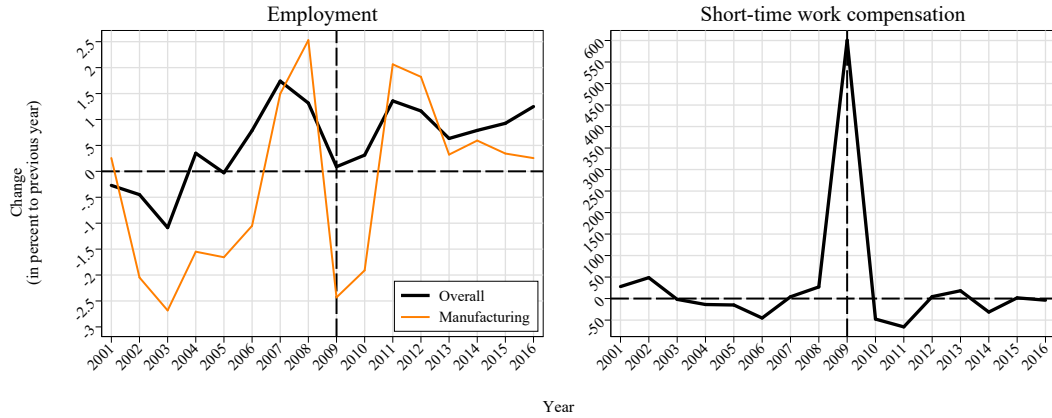 Employment
Short-time work compensation
Change
(in percent to previous year)
2.5
2
1.5
1
.5
0
-.5
-1
-1.5
-2
-2.5
-3
Overall
Manufacturing
2001 2002 2003 2004 2005 2006 2007 2008 2009 2010 2011 2012 2013 2014 2015 2016
600
550
500
450
400
350
300
250
200
150
100
50
0
-50
2001 2002 2003 2004 2005 2006 2007 2008 2009 2010 2011 2012 2013 2014 2015 2016
Year